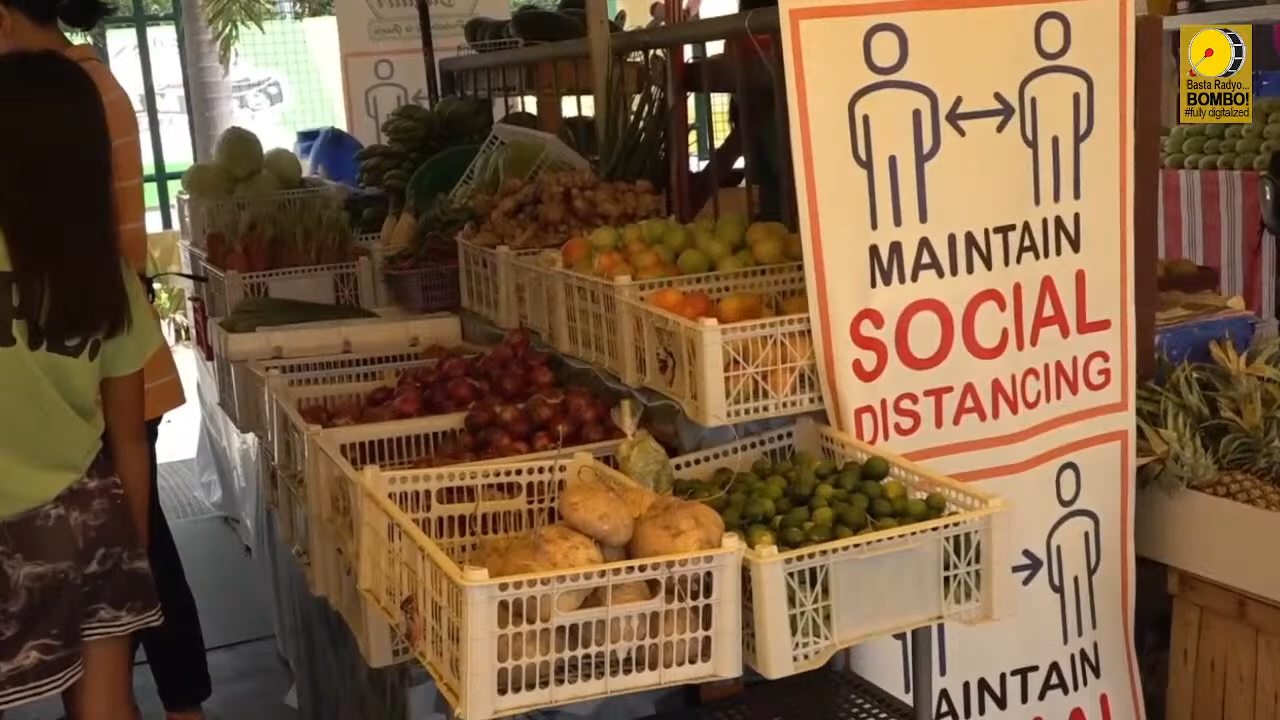 Basta Radyo...
BOMBO!
#fully digitalized
MAINTAIN
SOCIAL
DISTANCING
AINTAIN